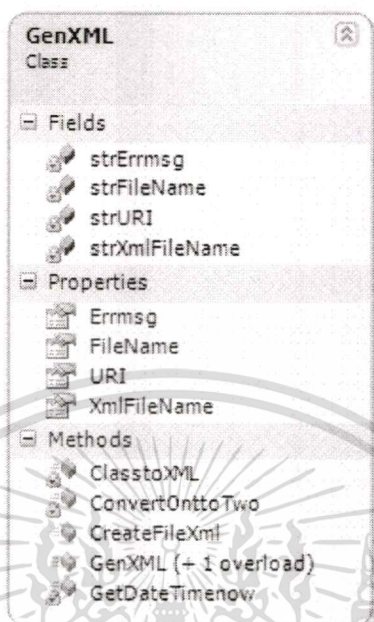 GenXML
Class
Fields
strErrmsg
strFileName
strURI
strXmlFileName
Properties
Errmsg
FileName
URI
XmlFileName
Methods
ClasstoXML
ConvertOnttoTwo
CreateFileXml
GenXML (+ 1 overload)
GetDateTimenow